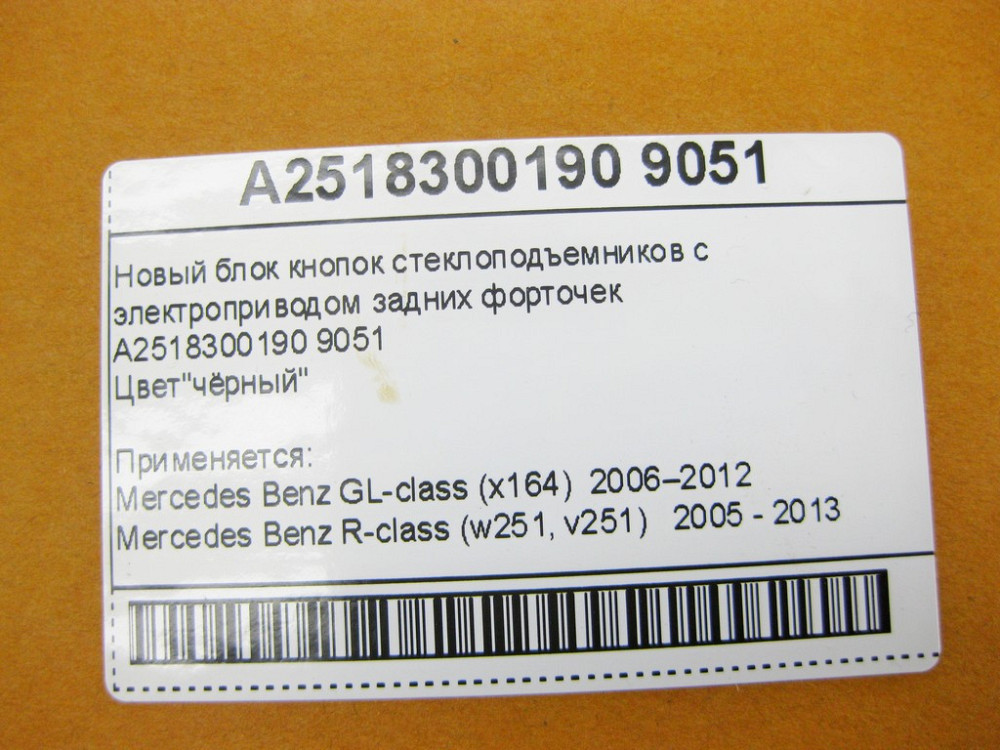 A2518300190 9051
Новый блок кнопок стеклоподъемников с
электроприводом задних форточек
A2518300190 9051
Цвет"чёрный"
Применяется:
Mercedes Benz GL-class (x164) 2006–2012
Mercedes Benz R-class (w251, v251) 2005 - 2013